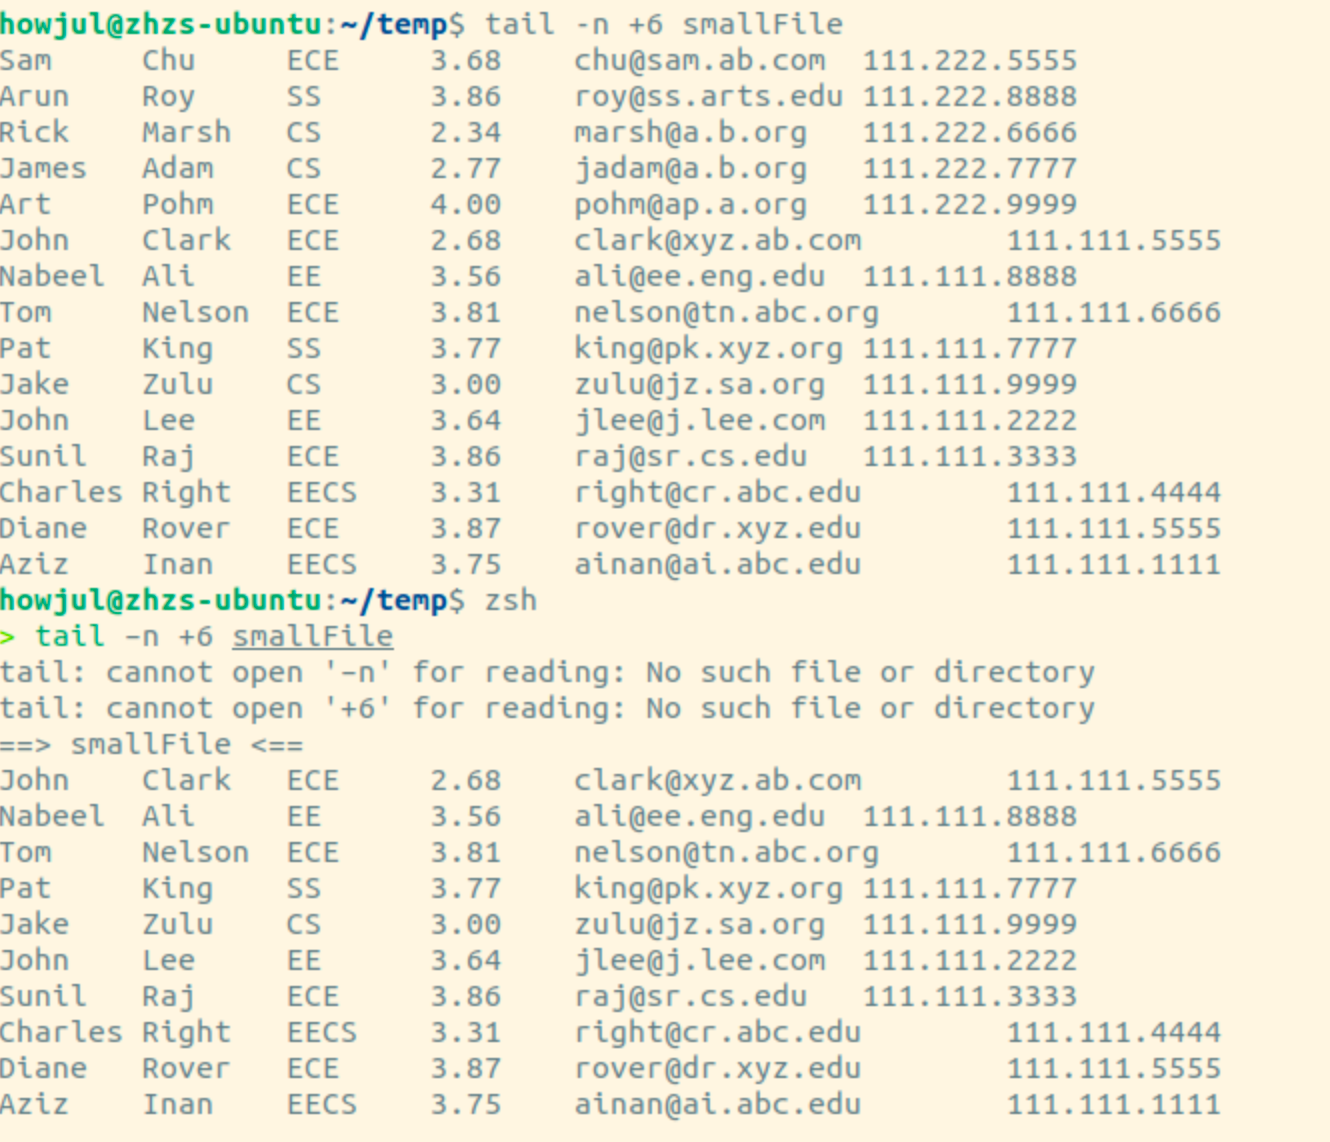 howjul@zhzs-ubuntu:~/temp$ tail -n +6 smallFile
Sam     Chu     ECE     3.68    chu@sam.ab.com  111.222.5555
Arun    Roy     SS      3.86    roy@ss.arts.edu 111.222.8888
Rick    Marsh   CS      2.34    marsh@a.b.org   111.222.6666
James   Adam    CS      2.77    jadam@a.b.org   111.222.7777
Art     Pohm    ECE     4.00    pohm@ap.a.org   111.222.9999
John    Clark   ECE     2.68    clark@xyz.ab.com        111.111.5555
Nabeel  Ali     EE      3.56    ali@ee.eng.edu  111.111.8888
Tom     Nelson  ECE     3.81    nelson@tn.abc.org       111.111.6666
Pat     King    SS      3.77    king@pk.xyz.org 111.111.7777
Jake    Zulu    CS      3.00    zulu@jz.sa.org  111.111.9999
John    Lee     EE      3.64    jlee@j.lee.com  111.111.2222
Sunil   Raj     ECE     3.86    raj@sr.cs.edu   111.111.3333
Charles Right   EECS    3.31    right@cr.abc.edu        111.111.4444
Diane   Rover   ECE     3.87    rover@dr.xyz.edu        111.111.5555
Aziz    Inan    EECS    3.75    ainan@ai.abc.edu        111.111.1111
howjul@zhzs-ubuntu:~/temp$ zsh
> tail -n +6 smallFile
tail: cannot open '-n' for reading: No such file or directory
tail: cannot open '+6' for reading: No such file or directory
==> smallFile <==
John    Clark   ECE     2.68    clark@xyz.ab.com        111.111.5555
Nabeel  Ali     EE      3.56    ali@ee.eng.edu  111.111.8888
Tom     Nelson  ECE     3.81    nelson@tn.abc.org       111.111.6666
Pat     King    SS      3.77    king@pk.xyz.org 111.111.7777
Jake    Zulu    CS      3.00    zulu@jz.sa.org  111.111.9999
John    Lee     EE      3.64    jlee@j.lee.com  111.111.2222
Sunil   Raj     ECE     3.86    raj@sr.cs.edu   111.111.3333
Charles Right   EECS    3.31    right@cr.abc.edu        111.111.4444
Diane   Rover   ECE     3.87    rover@dr.xyz.edu        111.111.5555
Aziz    Inan    EECS    3.75    ainan@ai.abc.edu        111.111.1111